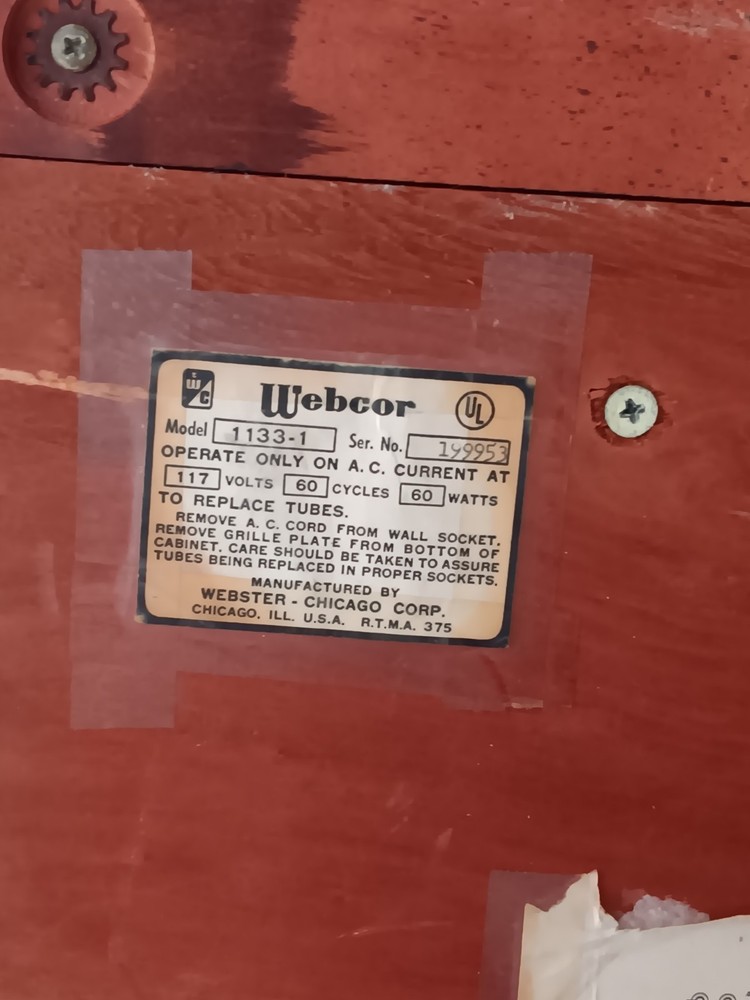 W/C Webcor UL
Model 1133-1 Ser. No. 199953
OPERATE ONLY ON A.C. CURRENT AT
117 VOLTS 60 CYCLES 60 WATTS
TO REPLACE TUBES.
REMOVE A. C. CORD FROM WALL SOCKET.
REMOVE GRILLE PLATE FROM BOTTOM OF
CABINET. CARE SHOULD BE TAKEN TO ASSURE
TUBES BEING REPLACED IN PROPER SOCKETS.
MANUFACTURED BY
WEBSTER - CHICAGO CORP.
CHICAGO, ILL. U.S.A. R.T.M.A. 375